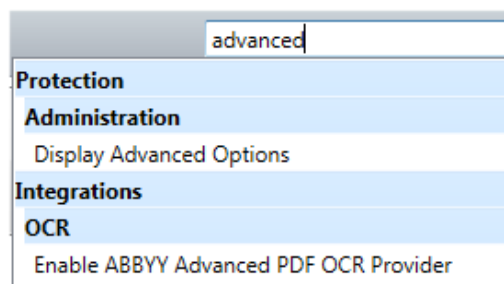 advanced
Protection
Administration
Display Advanced Options
Integrations
OCR
Enable ABBYY Advanced PDF OCR Provider